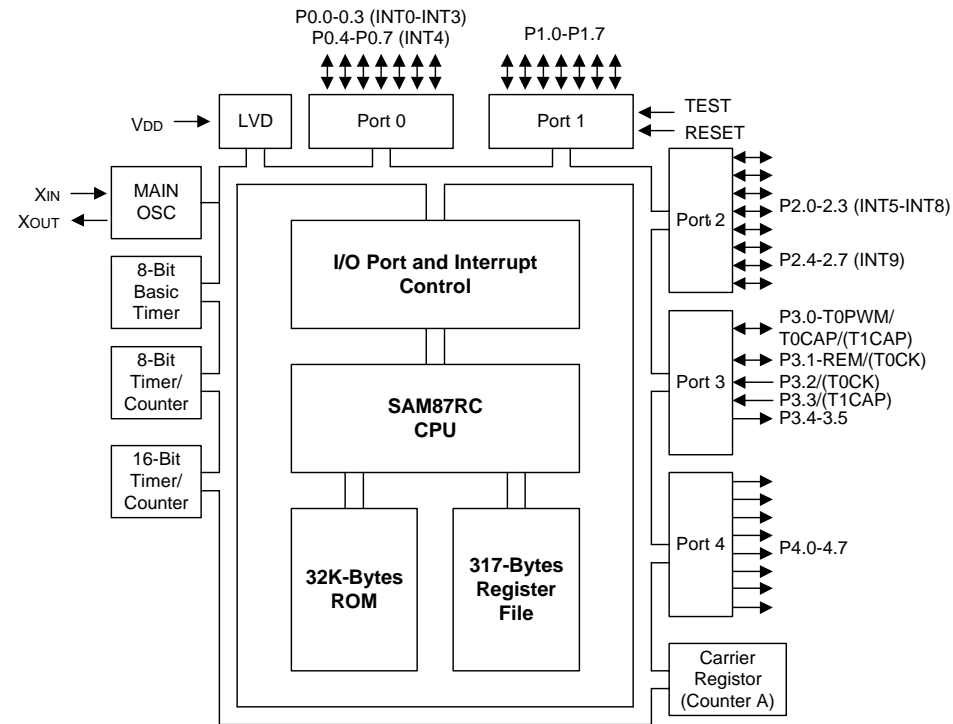 P0.0-0.3 (INT0-INT3)
P0.4-P0.7 (INT4)
P1.0-P1.7
VDD
LVD
Port 0
Port 1
TEST
RESET
XIN
XOUT
MAIN
OSC
Port 2
P2.0-2.3 (INT5-INT8)
P2.4-2.7 (INT9)
I/O Port and Interrupt
Control
8-Bit
Basic
Timer
8-Bit
Timer/
Counter
16-Bit
Timer/
Counter
SAM87RC
CPU
Port 3
P3.0-T0PWM/
T0CAP/(T1CAP)
P3.1-REM/(T0CK)
P3.2/(T0CK)
P3.3/(T1CAP)
P3.4-3.5
32K-Bytes
ROM
317-Bytes
Register
File
Port 4
P4.0-4.7
Carrier
Registor
(Counter A)